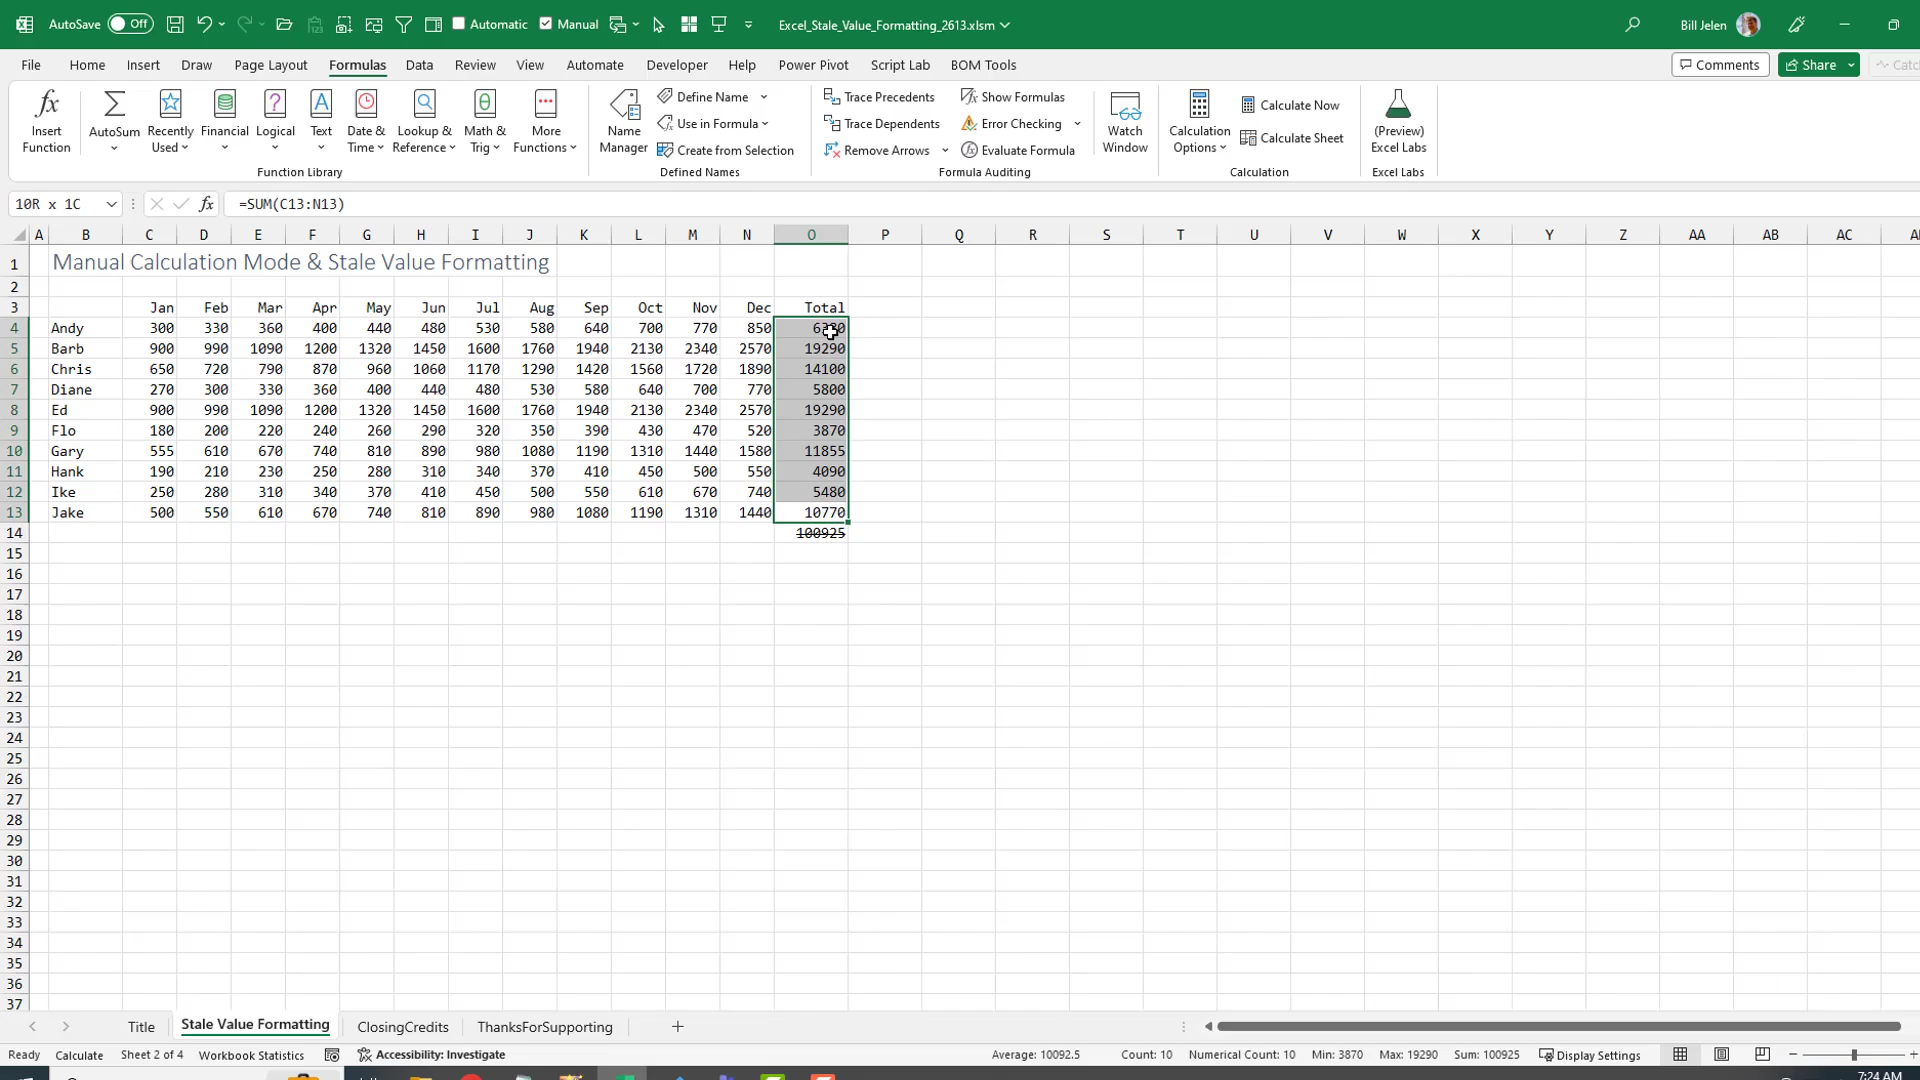 AutoSave Off Automatic Manual Excel_Stale_Value_Formatting_2613.xlsm Bill Jelen
File Home Insert Draw Page Layout Formulas Data Review View Automate Developer Help Power Pivot Script Lab BOM Tools Comments Share
Insert Function
AutoSum
Recently Used
Financial
Logical
Text
Date & Time
Lookup & Reference
Math & Trig
More Functions
Function Library
Name Manager
Define Name
Use in Formula
Create from Selection
Defined Names
Trace Precedents
Trace Dependents
Remove Arrows
Show Formulas
Error Checking
Evaluate Formula
Formula Auditing
Watch Window
Calculation Options
Calculate Now
Calculate Sheet
Calculation
(Preview) Excel Labs
Excel Labs
10R x 1C fx =SUM(C13:N13)
A B C D E F G H I J K L M N O P Q R S T U V W X Y Z AA AB AC
1 Manual Calculation Mode & Stale Value Formatting
2
3 Jan Feb Mar Apr May Jun Jul Aug Sep Oct Nov Dec Total
4 Andy 300 330 360 400 440 480 530 580 640 700 770 850
5 Barb 900 990 1090 1200 1320 1450 1600 1760 1940 2130 2340 2570 19290
6 Chris 650 720 790 870 960 1060 1170 1290 1420 1560 1720 1890 14100
7 Diane 270 300 330 360 400 440 480 530 580 640 700 770 5800
8 Ed 900 990 1090 1200 1320 1450 1600 1760 1940 2130 2340 2570 19290
9 Flo 180 200 220 240 260 290 320 350 390 430 470 520 3870
10 Gary 555 610 670 740 810 890 980 1080 1190 1310 1440 1580 11855
11 Hank 190 210 230 250 280 310 340 370 410 450 500 550 4090
12 Ike 250 280 310 340 370 410 450 500 550 610 670 740 5480
13 Jake 500 550 610 670 740 810 890 980 1080 1190 1310 1440 10770
14 100925
15
16
17
18
19
20
21
22
23
24
25
26
27
28
29
30
31
32
33
34
35
36
37
Title Stale Value Formatting ClosingCredits ThanksForSupporting
Ready Calculate Sheet 2 of 4 Workbook Statistics Accessibility: Investigate Average: 10092.5 Count: 10 Numerical Count: 10 Min: 3870 Max: 19290 Sum: 100925 Display Settings
7:24 AM